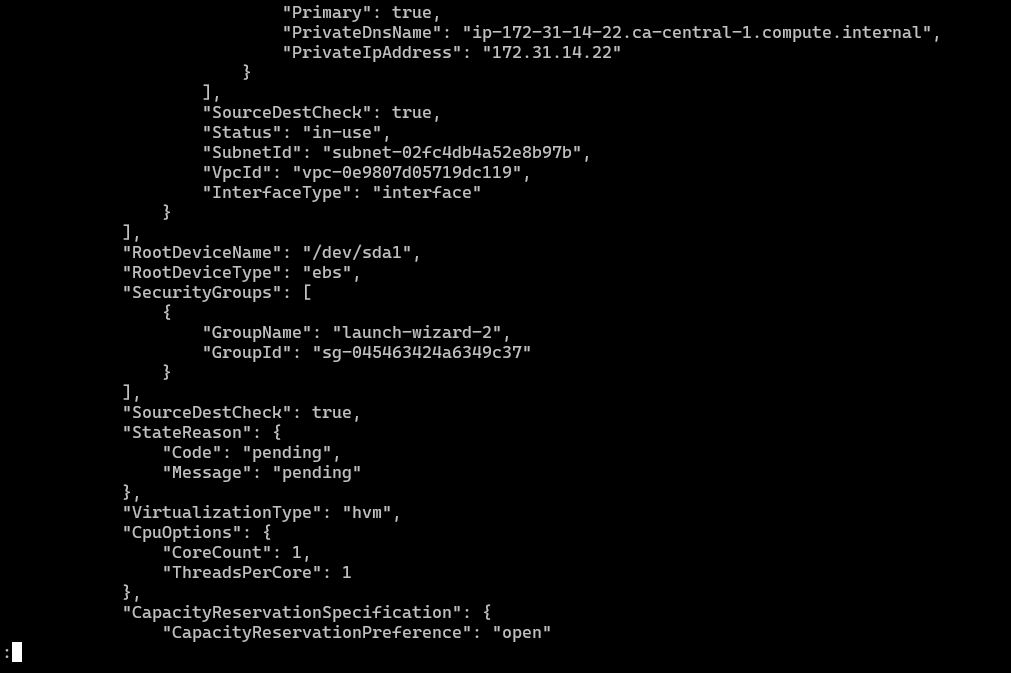 "Primary": true,
"PrivateDnsName": "ip-172-31-14-22.ca-central-1.compute.internal",
"PrivateIpAddress": "172.31.14.22"
}
],
"SourceDestCheck": true,
"Status": "in-use",
"SubnetId": "subnet-02fc4db4a52e8b97b",
"VpcId": "vpc-0e9807d05719dc119",
"InterfaceType": "interface"
}
],
"RootDeviceName": "/dev/sda1",
"RootDeviceType": "ebs",
"SecurityGroups": [
{
"GroupName": "launch-wizard-2",
"GroupId": "sg-045463424a6349c37"
}
],
"SourceDestCheck": true,
"StateReason": {
"Code": "pending",
"Message": "pending"
},
"VirtualizationType": "hvm",
"CpuOptions": {
"CoreCount": 1,
"ThreadsPerCore": 1
},
"CapacityReservationSpecification": {
"CapacityReservationPreference": "open"
: